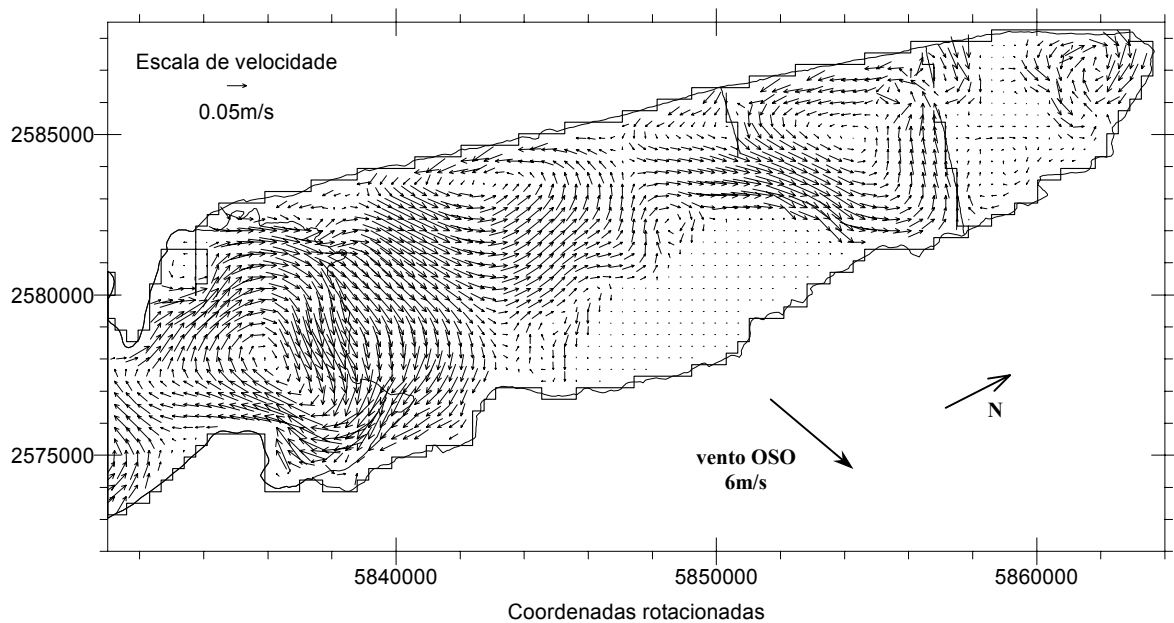 Escala de velocidade
0.05m/s
2585000
2580000
2575000
N
vento OSO
6m/s
5840000
5850000
5860000
Coordenadas rotacionadas